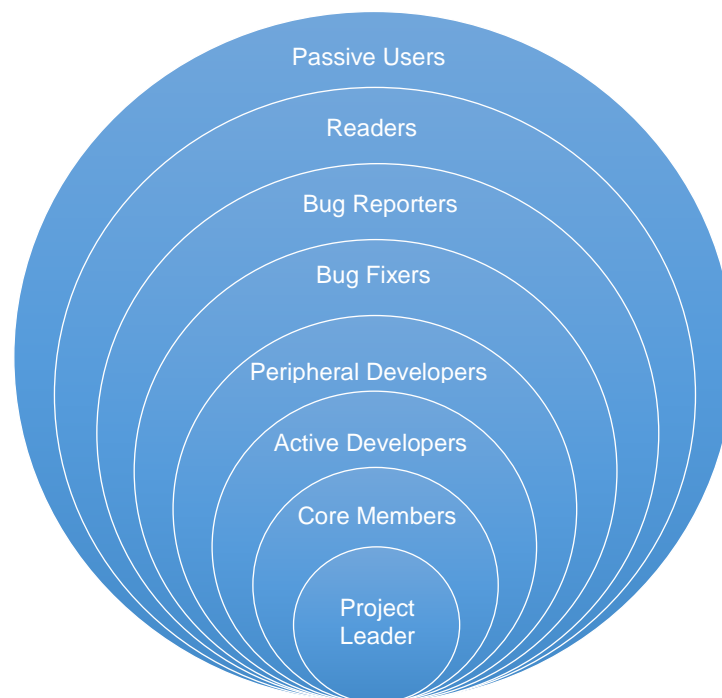 Passive Users
Readers
Bug Reporters
Bug Fixers
Peripheral Developers
Active Developers
Core Members
Project
Leader